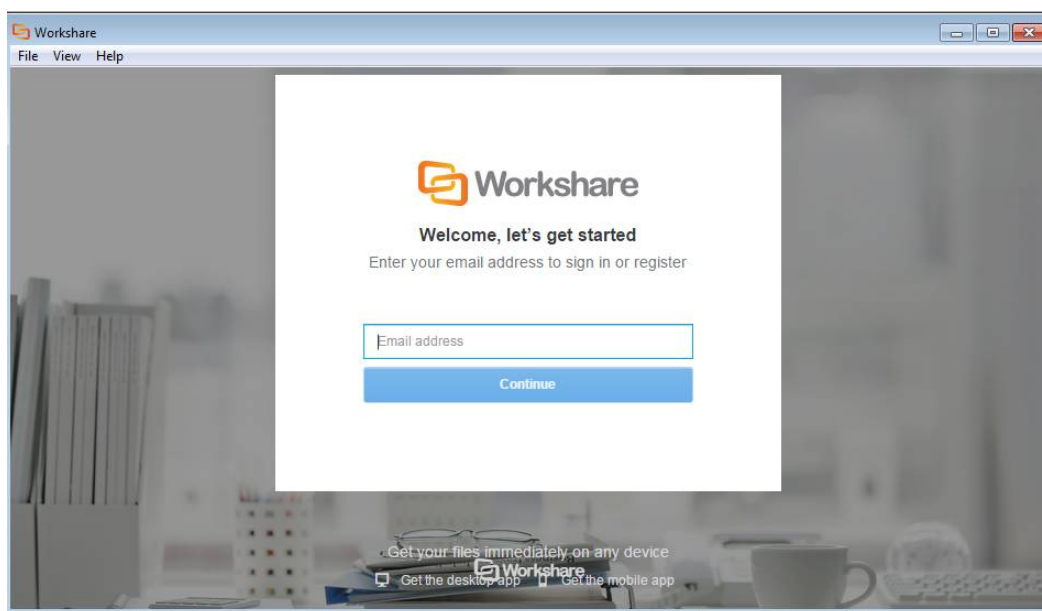 Workshare
File View Help
Workshare
Welcome, let's get started
Enter your email address to sign in or register
Email address
Continue
Get your files immediately on any device
Workshare
Get the desktop app Get the mobile app